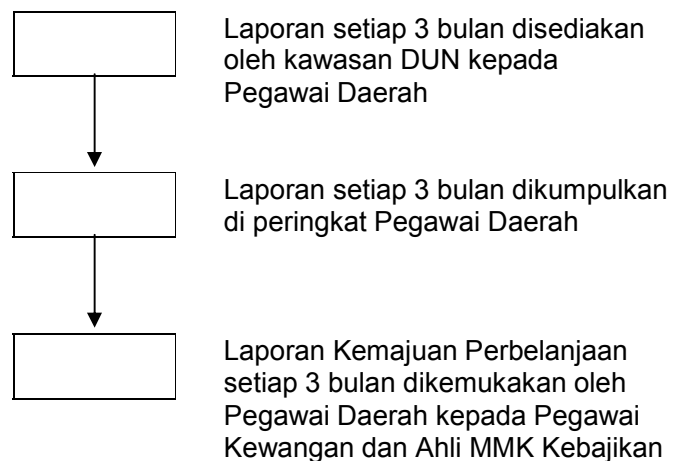 Laporan setiap 3 bulan disediakan
oleh kawasan DUN kepada
Pegawai Daerah
Laporan setiap 3 bulan dikumpulkan
di peringkat Pegawai Daerah
Laporan Kemajuan Perbelanjaan
setiap 3 bulan dikemukakan oleh
Pegawai Daerah kepada Pegawai
Kewangan dan Ahli MMK Kebajikan